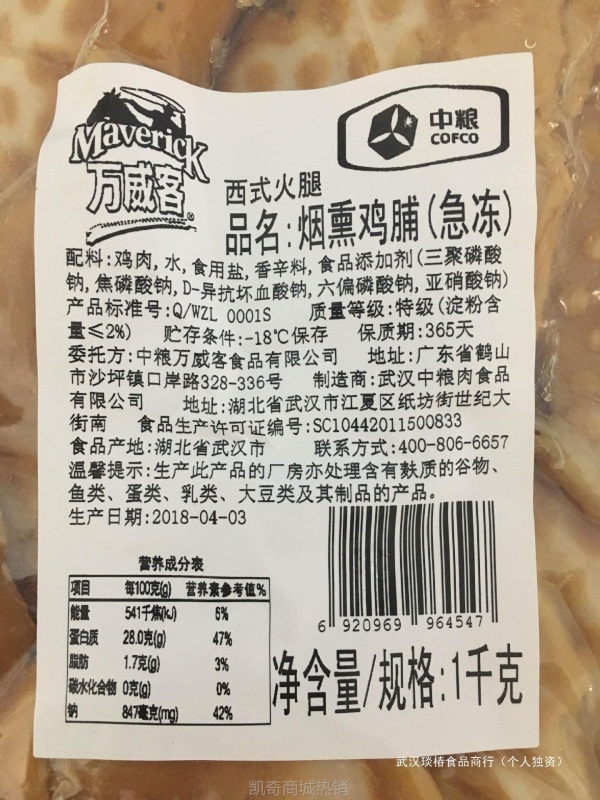 Maverick
万威客®
中粮
COFCO
西式火腿
品名:烟熏鸡脯(急冻)
配料:鸡肉,水,食用盐,香辛料,食品添加剂(三聚磷酸
钠,焦磷酸钠,D-异抗坏血酸钠,六偏磷酸钠,亚硝酸钠)
产品标准号:Q/WZL 0001S 质量等级:特级(淀粉含
量≤2%) 贮存条件:-18℃保存 保质期:365天
委托方:中粮万威客食品有限公司 地址:广东省鹤山
市沙坪镇口岸路328-336号 制造商:武汉中粮肉食品
有限公司 地址:湖北省武汉市江夏区纸坊街世纪大
街南 食品生产许可证编号:SC10442011500833
食品产地:湖北省武汉市 联系方式:400-806-6657
温馨提示:生产此产品的厂房亦处理含有麸质的谷物、
鱼类、蛋类、乳类、大豆类及其制品的产品。
生产日期:2018-04-03
营养成分表
项目 每100克(g) 营养素参考值%
能量 541千焦(kJ) 6%
蛋白质 28.0克(g) 47%
脂肪 1.7克(g) 3%
碳水化合物 0克(g) 0%
钠 847毫克(mg) 42%
6 920969 964547
净含量/规格:1千克
武汉琰椿食品商行(个人独资)
凯奇商城热销